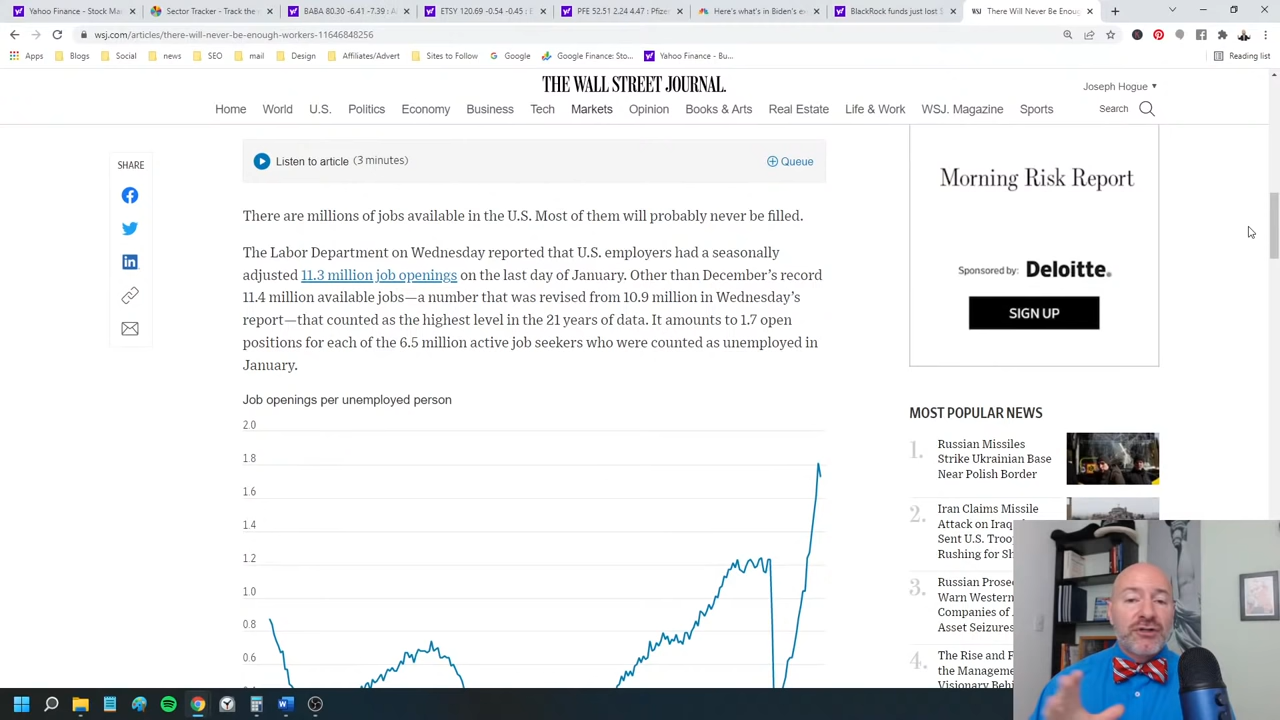 Yahoo Finance - Stock Mar
Sector Tracker - Track the
BABA 80.30 -6.41 -7.39
ETSY 120.69 -0.54 -0.45
PFE 52.51 2.24 4.47: Pfizer
Here's what's in Biden's ex
BlackRock funds just lost
WSJ There Will Never Be Enoug
wsj.com/articles/there-will-never-be-enough-workers-11646848256
Apps
Blogs
Social
news
SEO
mail
Design
Affiliates/Advert
Sites to Follow
Google
Google Finance: Sto...
Yahoo Finance - Bu...
Reading list
THE WALL STREET JOURNAL.
Joseph Hogue
Home World U.S. Politics Economy Business Tech Markets Opinion Books & Arts Real Estate Life & Work WSJ. Magazine Sports
Search
SHARE
Listen to article (3 minutes)
Queue
There are millions of jobs available in the U.S. Most of them will probably never be filled.
The Labor Department on Wednesday reported that U.S. employers had a seasonally
adjusted 11.3 million job openings on the last day of January. Other than December's record
11.4 million available jobs—a number that was revised from 10.9 million in Wednesday's
report—that counted as the highest level in the 21 years of data. It amounts to 1.7 open
positions for each of the 6.5 million active job seekers who were counted as unemployed in
January.
Job openings per unemployed person
2.0
1.8
1.6
1.4
1.2
1.0
0.8
0.6
Morning Risk Report
Sponsored by: Deloitte.
SIGN UP
MOST POPULAR NEWS
1. Russian Missiles
Strike Ukrainian Base
Near Polish Border
2. Iran Claims Missile
Attack on Iraq
Sent U.S.
Rushing for
3.
Warn Western
Companies of
Asset Seizures
4. The Rise and
the
Visionary